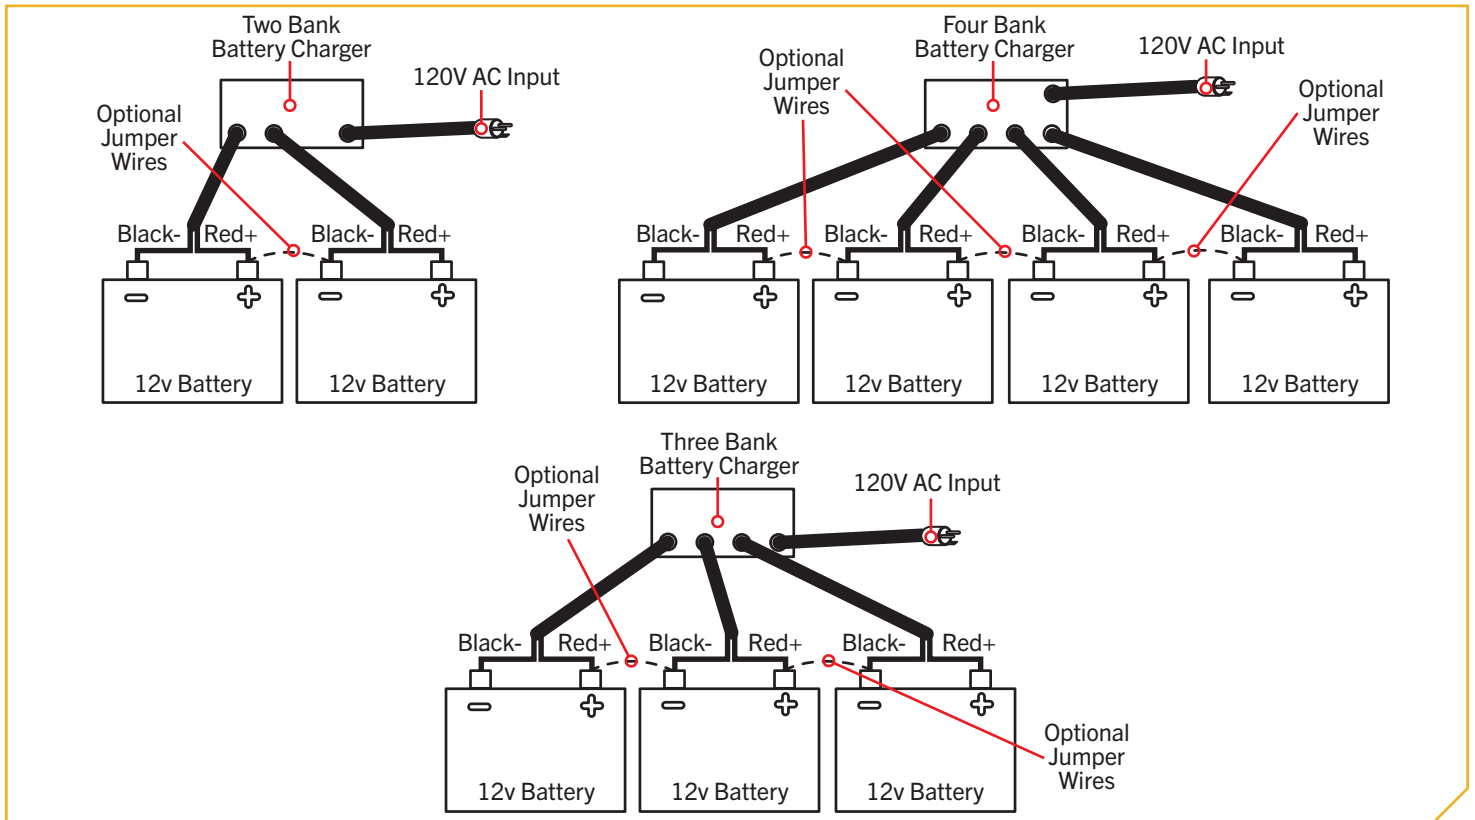 Two Bank
Battery Charger
120V AC Input
Optional
Jumper
Wires
Black-
Red+
Black-
Red+
12v Battery
12v Battery
Four Bank
Battery Charger
120V AC Input
Optional
Jumper
Wires
Optional
Jumper
Wires
Black-
Red+
Black-
Red+
Black-
Red+
Black-
Red+
12v Battery
12v Battery
12v Battery
12v Battery
Three Bank
Battery Charger
120V AC Input
Optional
Jumper
Wires
Black-
Red+
Black-
Red+
Black-
Red+
Optional
Jumper
Wires
12v Battery
12v Battery
12v Battery